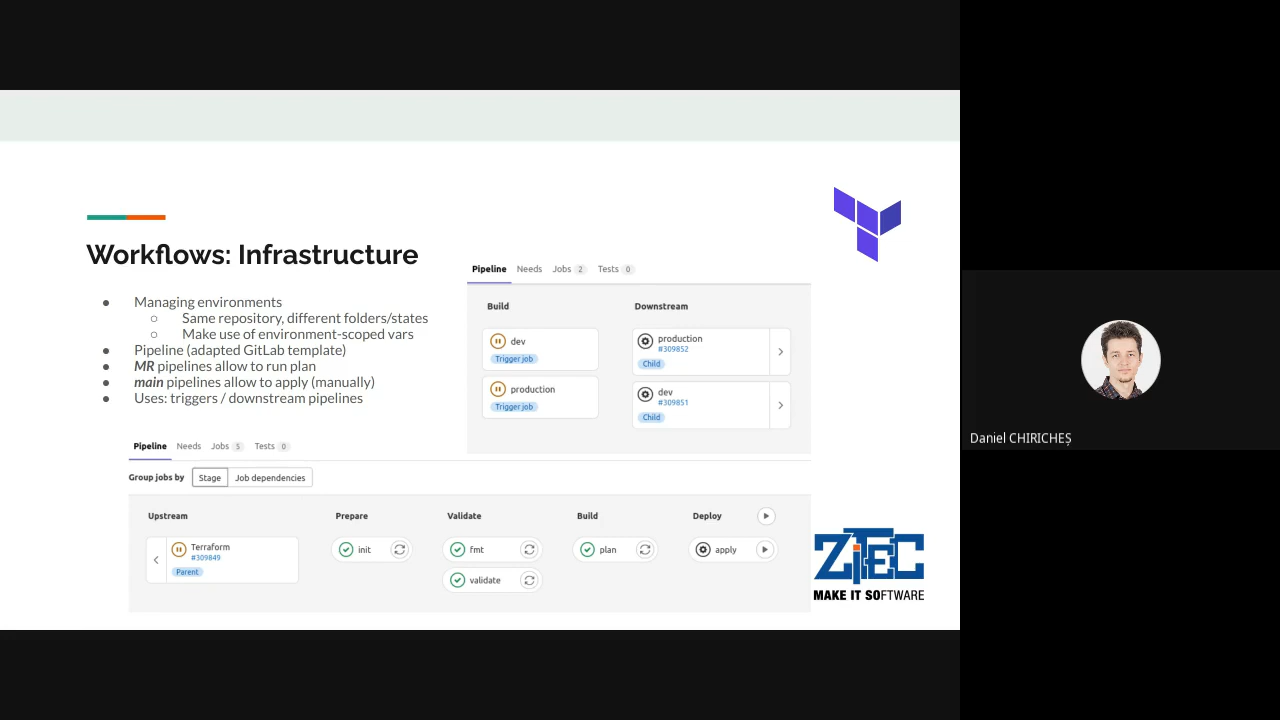 Workflows: Infrastructure
● Managing environments
○ Same repository, different folders/states
○ Make use of environment-scoped vars
● Pipeline (adapted GitLab template)
● MR pipelines allow to run plan
● main pipelines allow to apply (manually)
● Uses: triggers / downstream pipelines
Pipeline Needs Jobs 2 Tests 0
Build Downstream
dev
Trigger job
production
Trigger job
production
#309852
Child
dev
#309851
Child
Pipeline Needs Jobs 5 Tests 0
Group jobs by Stage Job dependencies
Upstream Prepare Validate Build Deploy
Terraform
#309849
Parent
init
fmt
validate
plan
apply
ZiTEC
MAKE IT SOFTWARE
Daniel CHIRICHEȘ